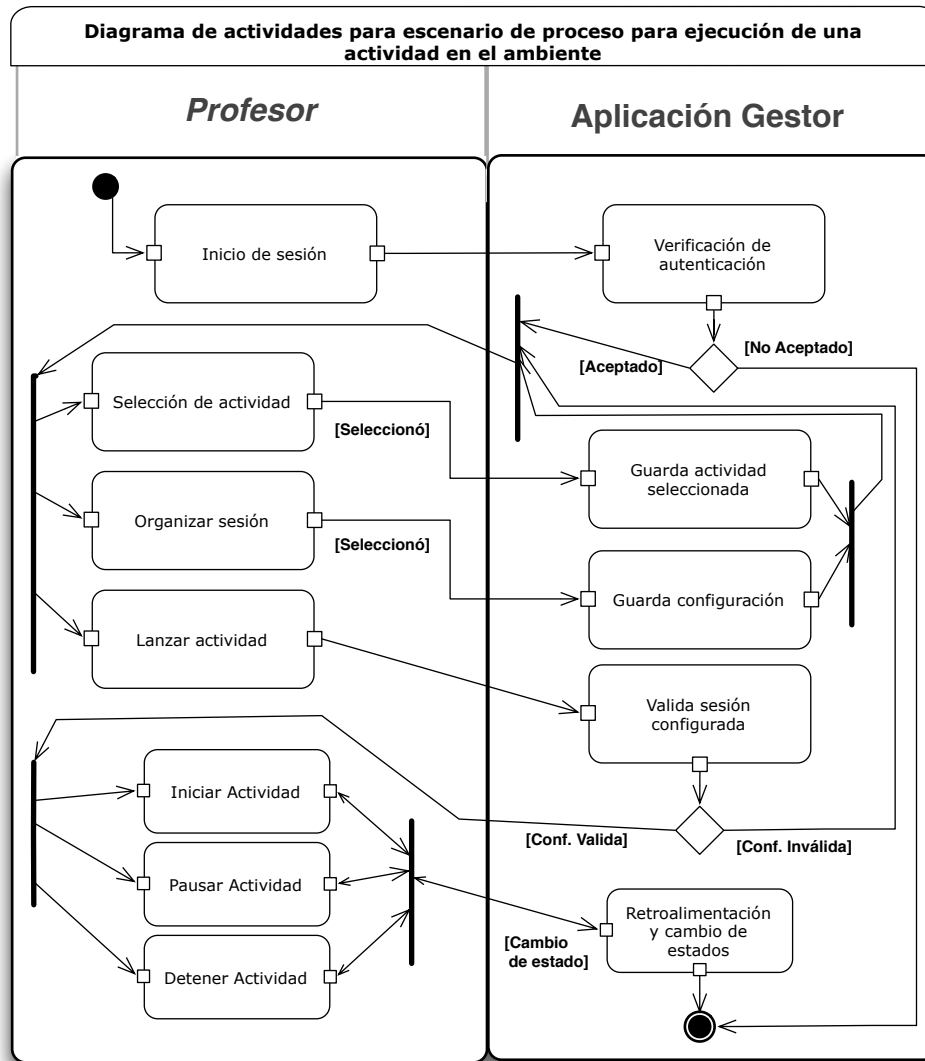 Diagrama de actividades para escenario de proceso para ejecución de una
actividad en el ambiente
Profesor
Aplicación Gestor
Inicio de sesión
Verificación de
autenticación
[Aceptado]
[No Aceptado]
Selección de actividad
[Seleccionó]
Guarda actividad
seleccionada
Organizar sesión
[Seleccionó]
Guarda configuración
Lanzar actividad
Valida sesión
configurada
Iniciar Actividad
[Conf. Valida]
[Conf. Inválida]
Pausar Actividad
Retroalimentación
y cambio de
estados
[Cambio
de estado]
Detener Actividad